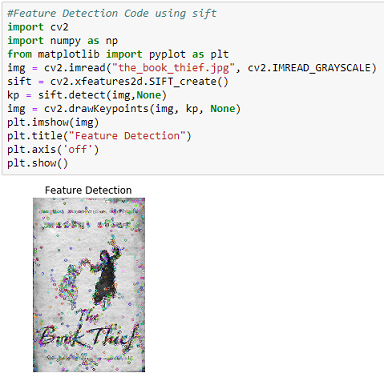 #Feature Detection Code using sift
import cv2
import numpy as np
from matplotlib import pyplot as plt
img = cv2.imread("the_book_thief.jpg", cv2.IMREAD_GRAYSCALE)
sift = cv2.xfeatures2d.SIFT_create()
kp = sift.detect(img,None)
img = cv2.drawKeypoints(img, kp, None)
plt.imshow(img)
plt.title("Feature Detection")
plt.axis('off')
plt.show()
Feature Detection
The
Book Thief